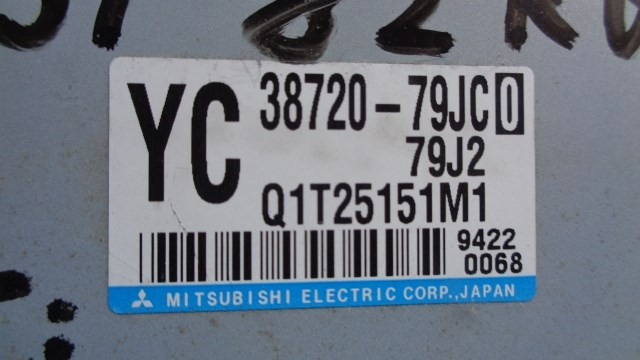 YC 38720-79JC0
79J2
Q1T25151M1
9422
0068
MITSUBISHI ELECTRIC CORP., JAPAN